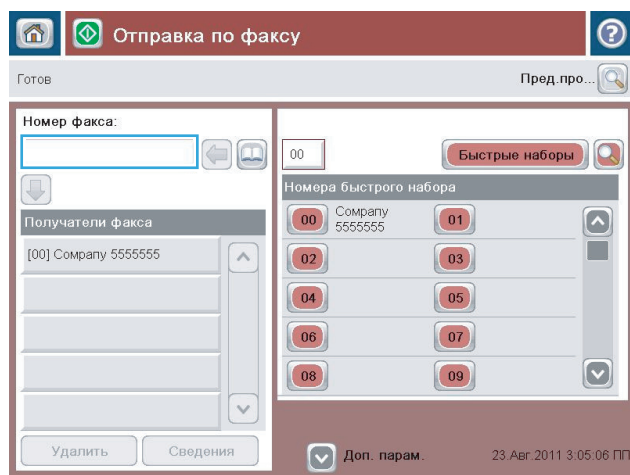 Отправка по факсу
Готов
Пред.про...
Номер факса:
00
Быстрые наборы
Номера быстрого набора
Получатели факса
[00] Company 5555555
00
Company
5555555
01
02
03
04
05
06
07
08
09
Удалить
Сведения
Доп. парам.
23.Авг.2011 3:05:06 ПП